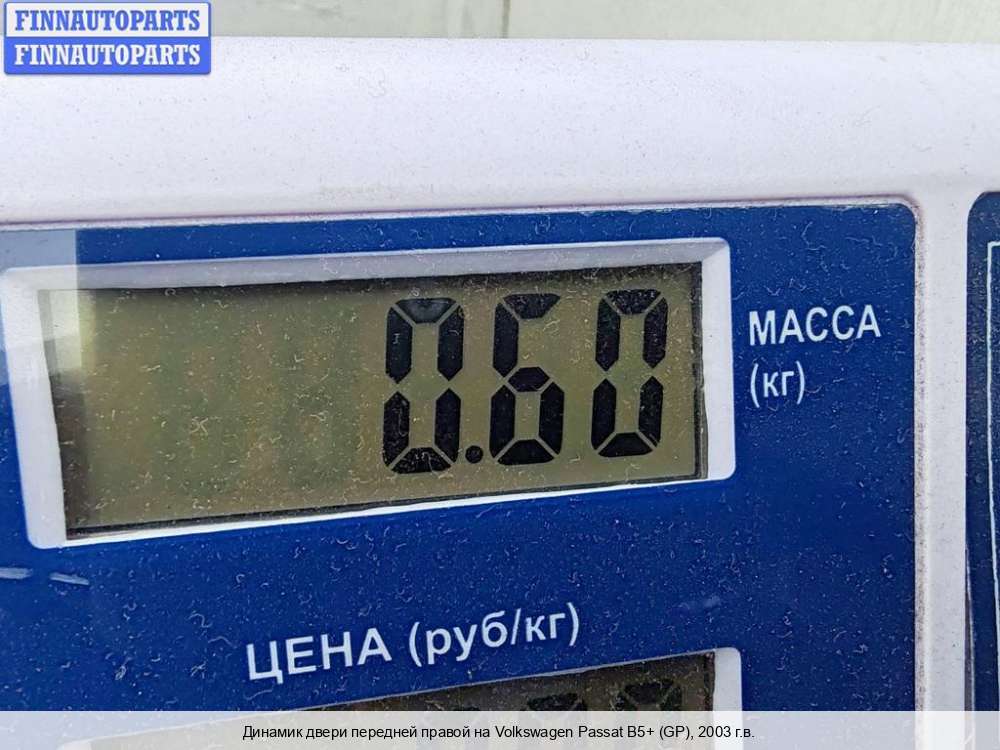 FINNAUTOPARTS
FINNAUTOPARTS
0.60
МАССА
(кг)
ЦЕНА (руб/кг)
Динамик двери передней правой на Volkswagen Passat B5+ (GP), 2003 г.в.